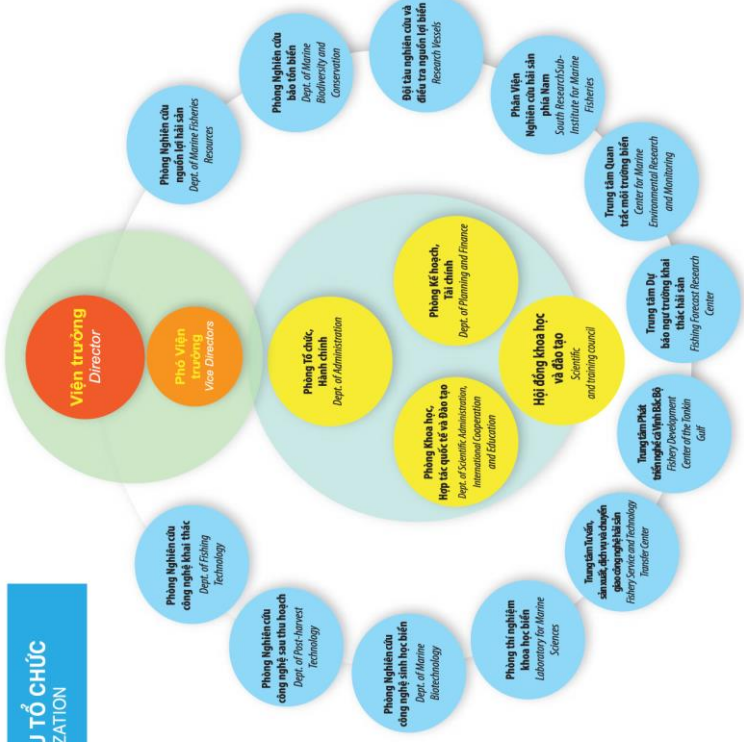 U TỔ CHỨC
ZATION
Viện trưởng
Director
Phó Viện
trưởng
Vice Directors
Phòng Tổ chức,
Hành chính
Dept. of Administration
Phòng Khoa học,
Hợp tác quốc tế và Đào tạo
Dept. of Scientific Administration,
International Cooperation
and Education
Phòng Kế hoạch,
Tài chính
Dept. of Planning and Finance
Hội đồng khoa học
và đào tạo
Scientific
and training council
Phòng Nghiên cứu
nguồn lợi hải sản
Dept. of Marine Fisheries
Resources
Phòng Nghiên cứu
bảo tồn biển
Dept. of Marine
Biodiversity and
Conservation
Đội tàu nghiên cứu và
điều tra nguồn lợi biển
Research Vessels
Phân Viện
Nghiên cứu hải sản
phía Nam
South ResearchSub-
Institute for Marine
Fisheries
Trung tâm Quan
trắc môi trường biển
Center for Marine
Environmental Research
and Monitoring
Trung tâm Dự
báo ngư trường khai
thác hải sản
Fishing Forecast Research
Center
Trung tâm Phát
triển nghề cá Vịnh Bắc Bộ
Fishery Development
Center of the Tonkin
Gulf
Trung tâm Tư vấn,
sản xuất, dịch vụ và chuyển
giao công nghệ hải sản
Fishery Service and Technology
Transfer Center
Phòng thí nghiệm
khoa học biển
Laboratory for Marine
Sciences
Phòng Nghiên cứu
công nghệ sinh học biển
Dept. of Marine
Biotechnology
Phòng Nghiên cứu
công nghệ sau thu hoạch
Dept. of Post-harvest
Technology
Phòng Nghiên cứu
công nghệ khai thác
Dept. of Fishing
Technology